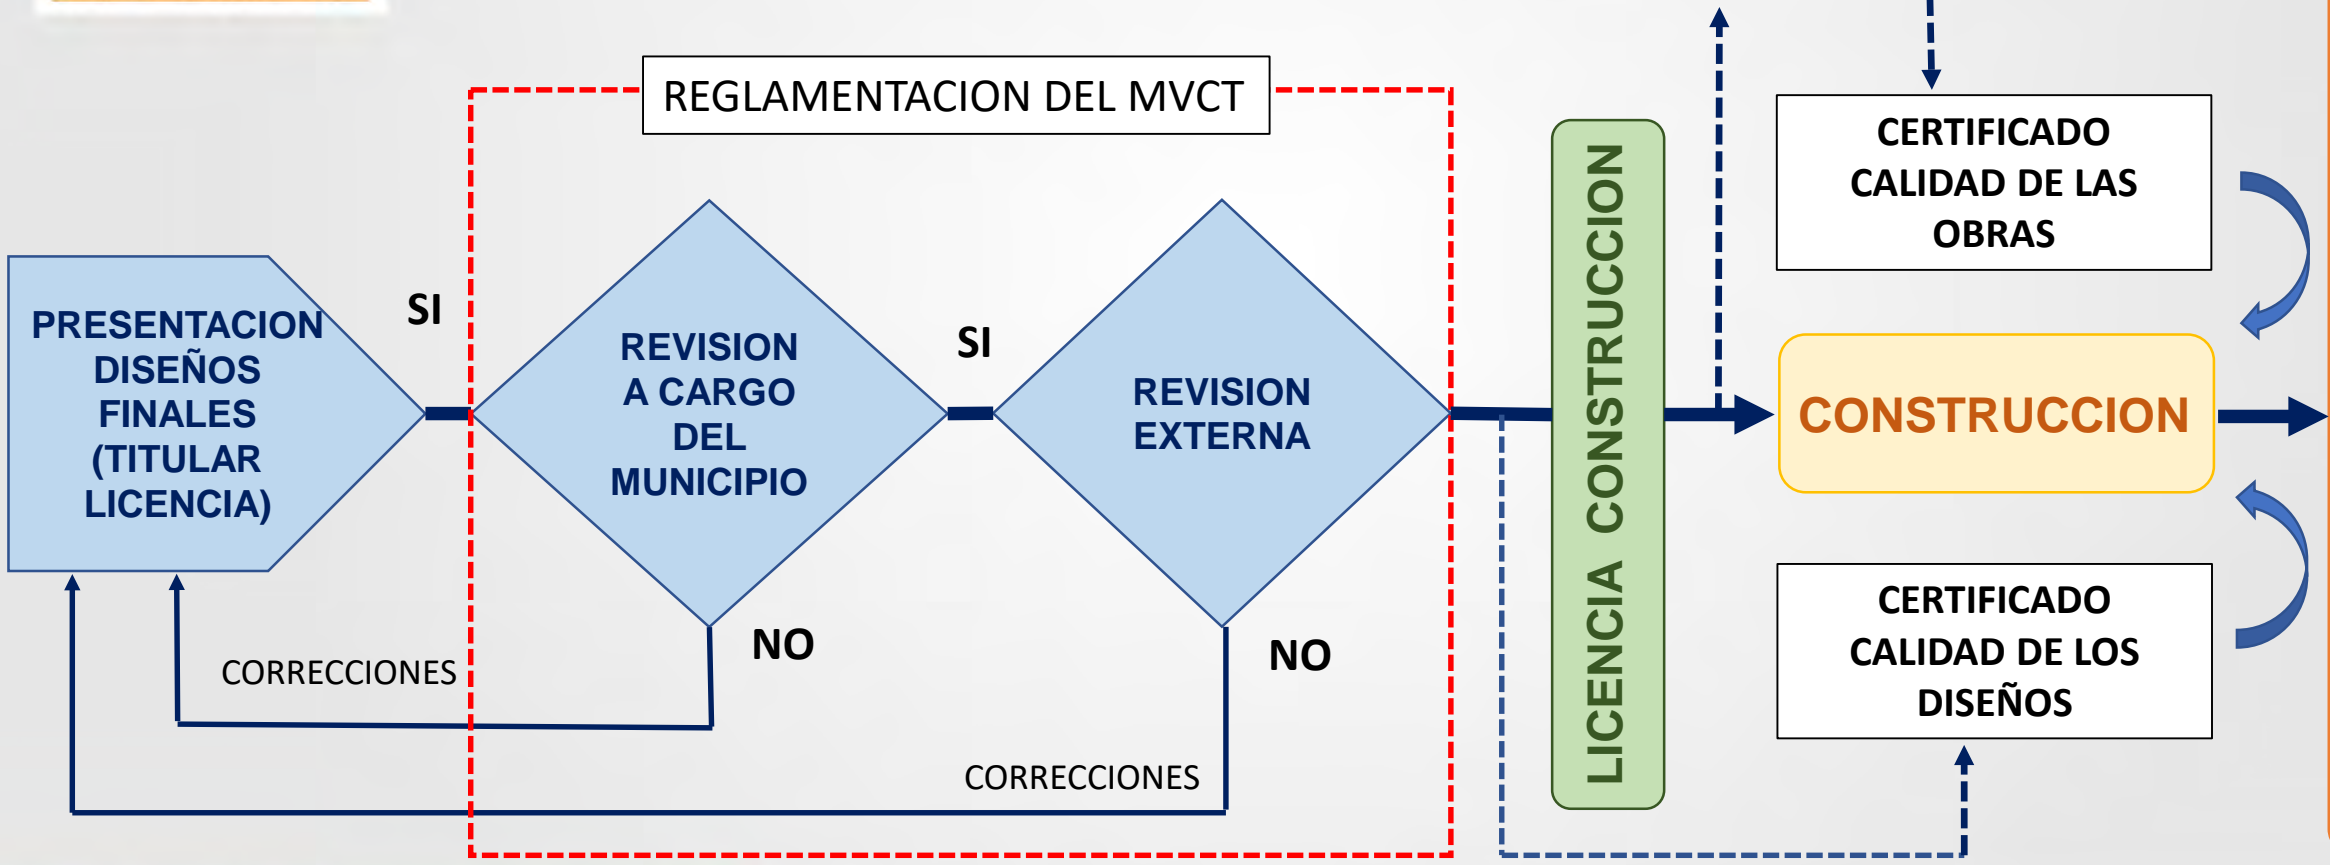 REGLAMENTACION DEL MVCT
PRESENTACION
DISEÑOS
FINALES
(TITULAR
LICENCIA)
SI
REVISION
A CARGO
DEL
MUNICIPIO
SI
REVISION
EXTERNA
NO
CORRECCIONES
NO
CORRECCIONES
LICENCIA CONSTRUCCION
CERTIFICADO
CALIDAD DE LAS
OBRAS
CONSTRUCCION
CERTIFICADO
CALIDAD DE LOS
DISEÑOS